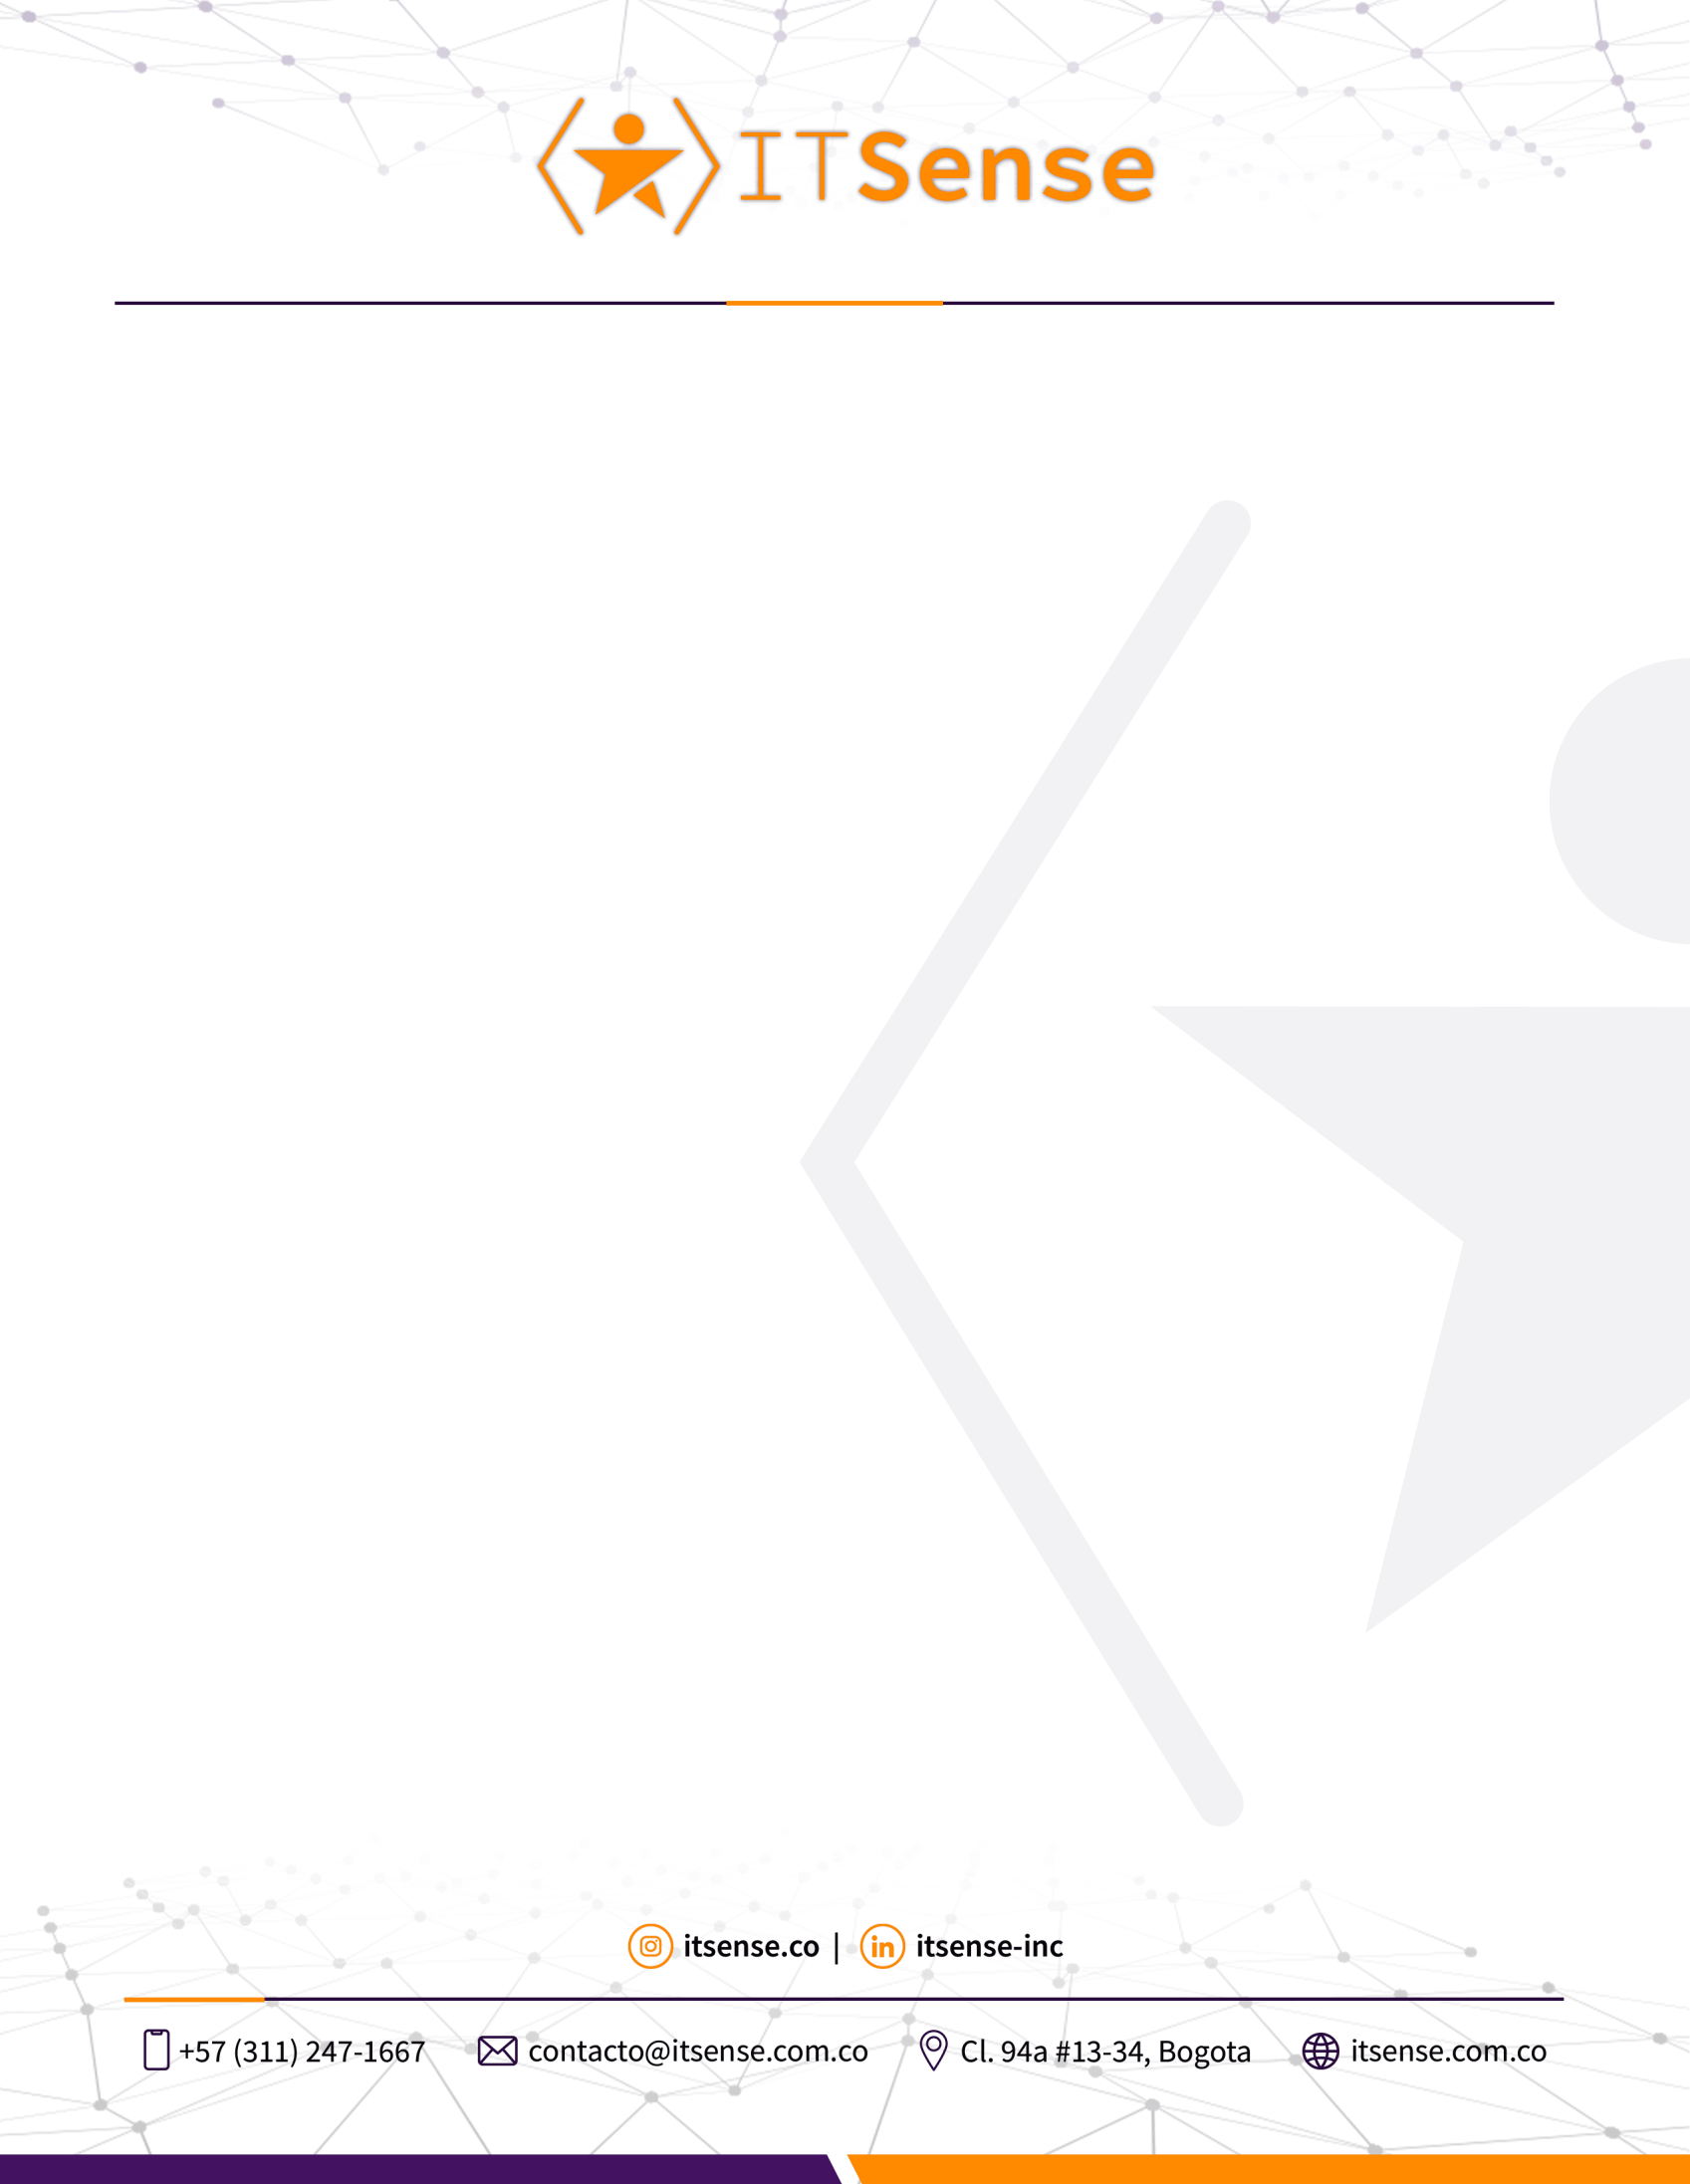 ITSense
itsense.co | itsense-inc
+57 (311) 247-1667 contacto@itsense.com.co Cl. 94a #13-34, Bogota itsense.com.co